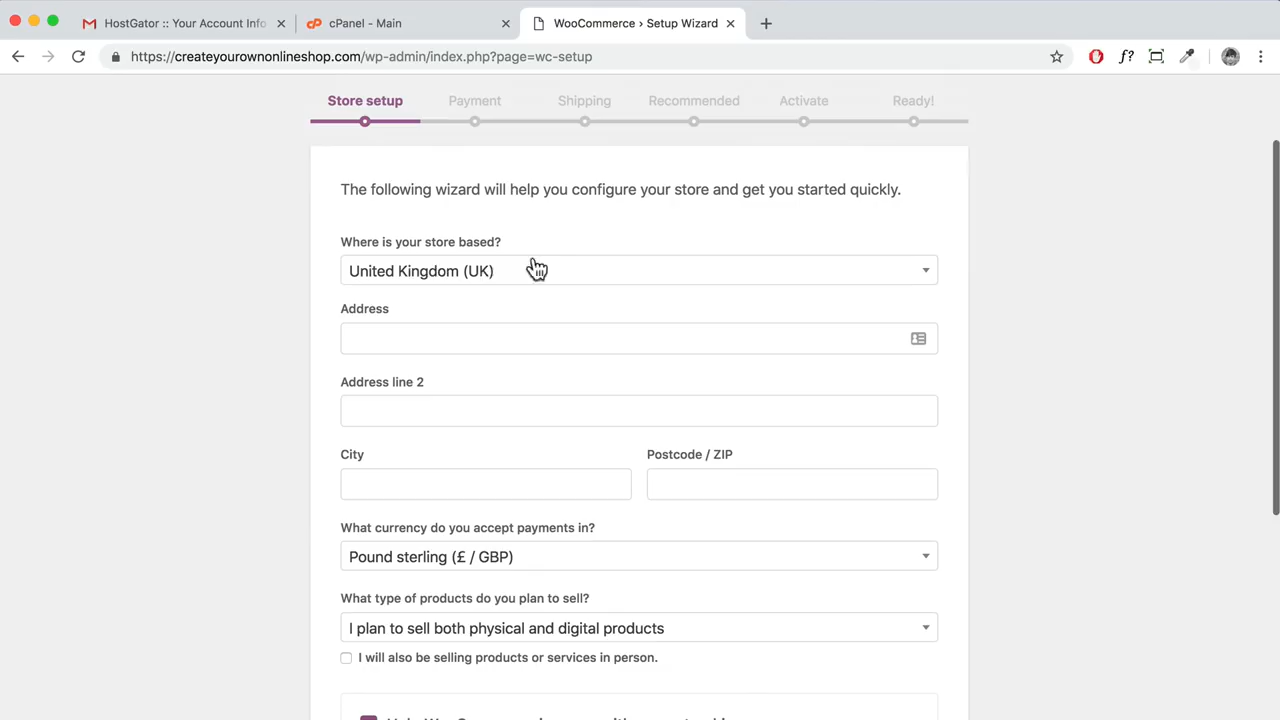 HostGator :: Your Account Info
cPanel - Main
WooCommerce › Setup Wizard
https://createyourownonlineshop.com/wp-admin/index.php?page=wc-setup
f?
Store setup
Payment
Shipping
Recommended
Activate
Ready!
The following wizard will help you configure your store and get you started quickly.
Where is your store based?
United Kingdom (UK)
Address
Address line 2
City
Postcode / ZIP
What currency do you accept payments in?
Pound sterling (£ / GBP)
What type of products do you plan to sell?
I plan to sell both physical and digital products
I will also be selling products or services in person.